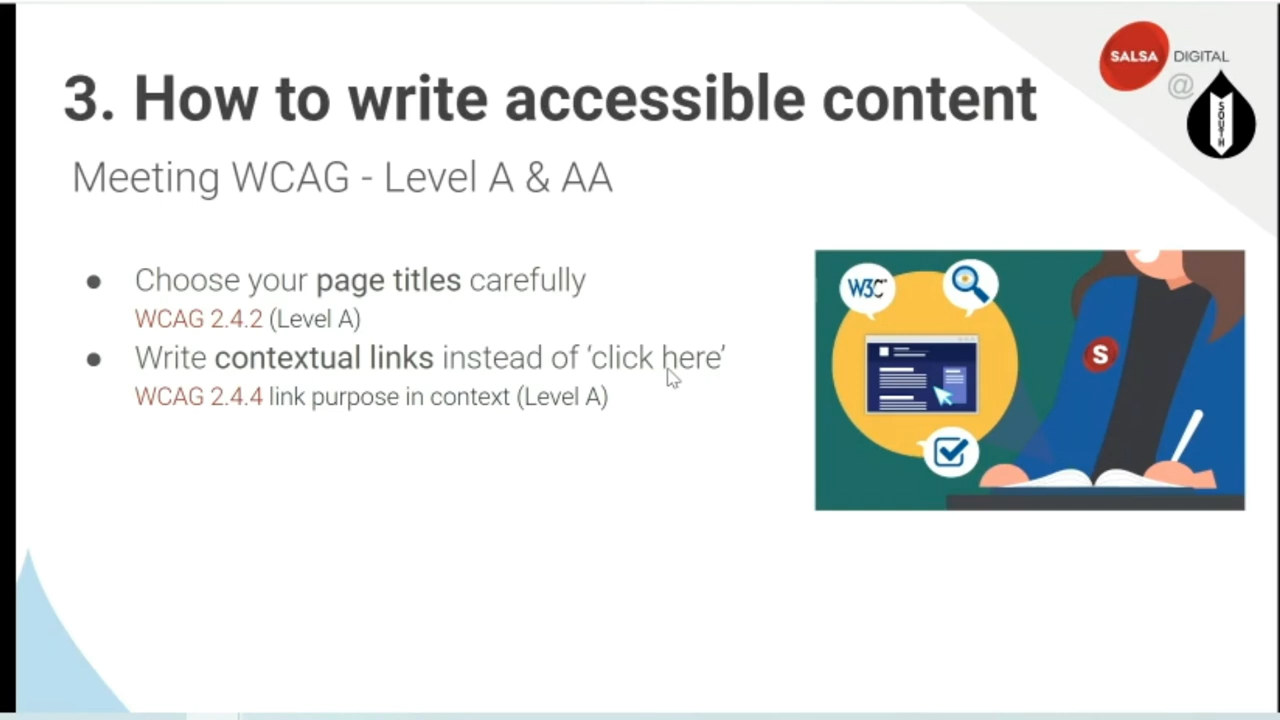 SALSA DIGITAL
@
SOUTH
3. How to write accessible content
Meeting WCAG - Level A & AA
● Choose your page titles carefully
WCAG 2.4.2 (Level A)
● Write contextual links instead of ‘click here’
WCAG 2.4.4 link purpose in context (Level A)
W3C
S